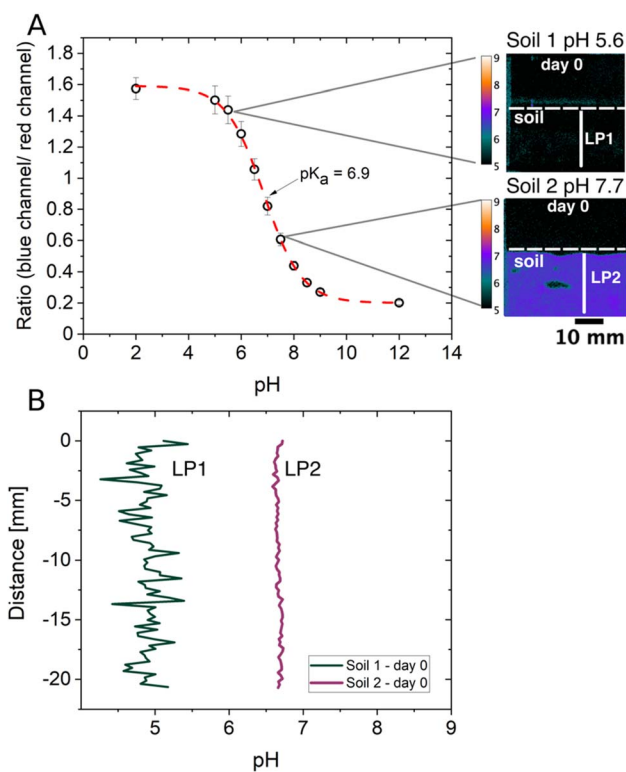 A
1.8
1.6
1.4
1.2
1
0.8
0.6
0.4
0.2
0
Ratio (blue channel/ red channel)
pKa = 6.9
0 2 4 6 8 10 12 14
pH
Soil 1 pH 5.6
9
8
7
6
5
day 0
soil
LP1
Soil 2 pH 7.7
9
8
7
6
5
day 0
soil
LP2
10 mm
B
0
-5
-10
-15
-20
Distance [mm]
LP1
LP2
Soil 1 - day 0
Soil 2 - day 0
5 6 7 8 9
pH